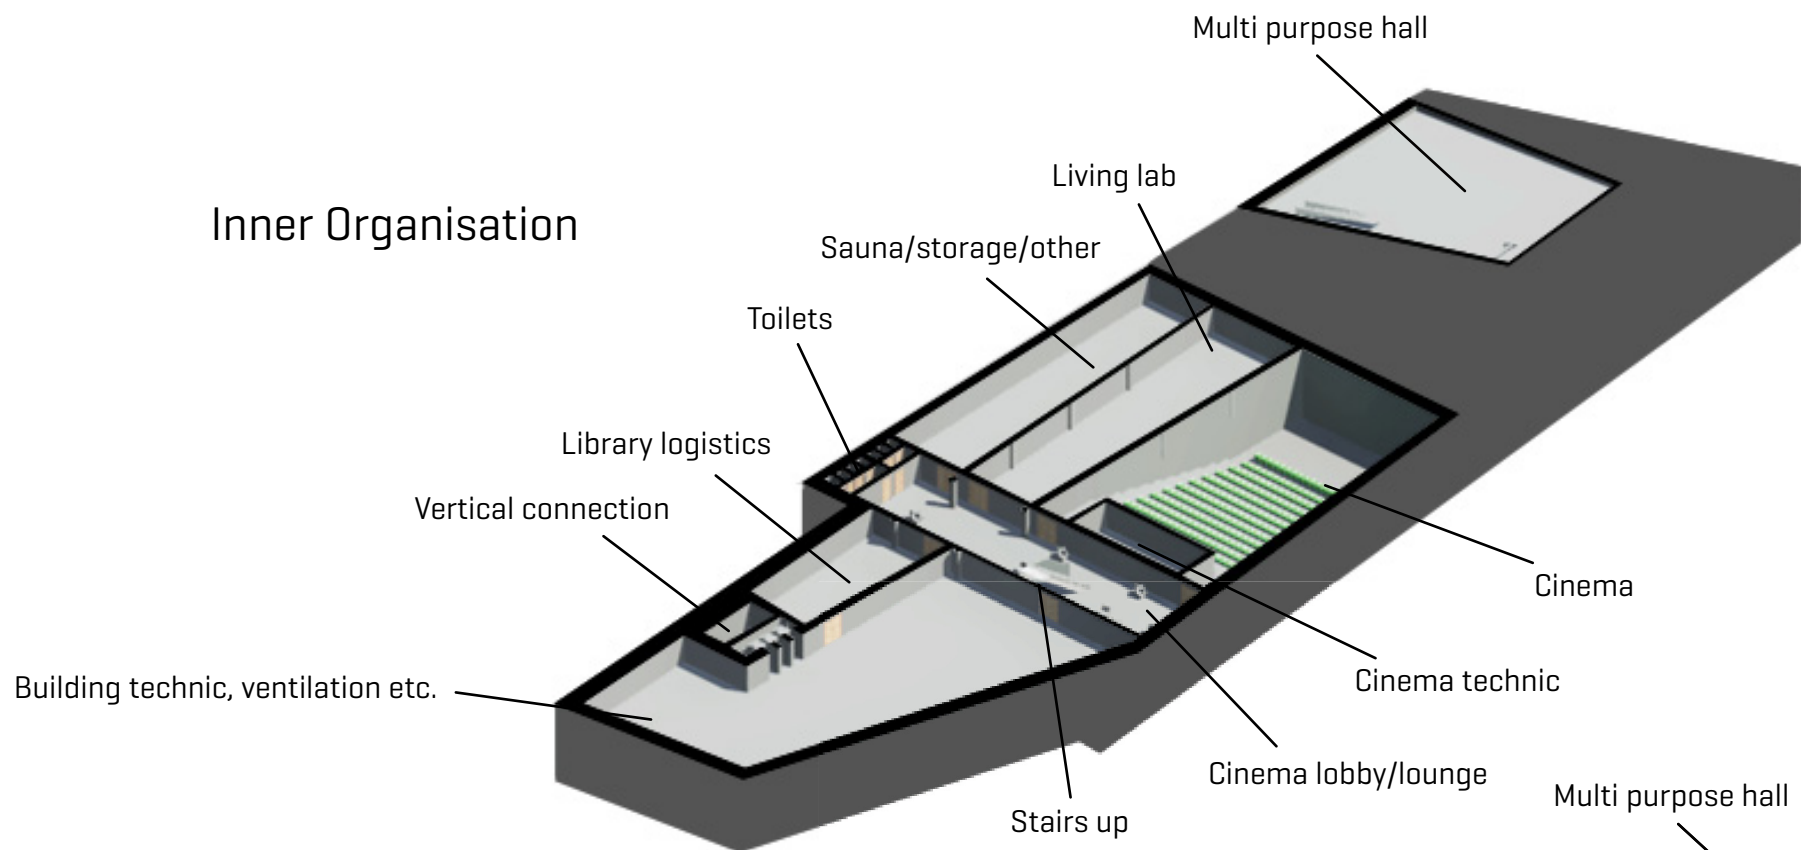 Multi purpose hall
Living lab
Inner Organisation
Sauna/storage/other
Toilets
Library logistics
Vertical connection
Cinema
Building technic, ventilation etc.
Cinema technic
Cinema lobby/lounge
Multi purpose hall
Stairs up